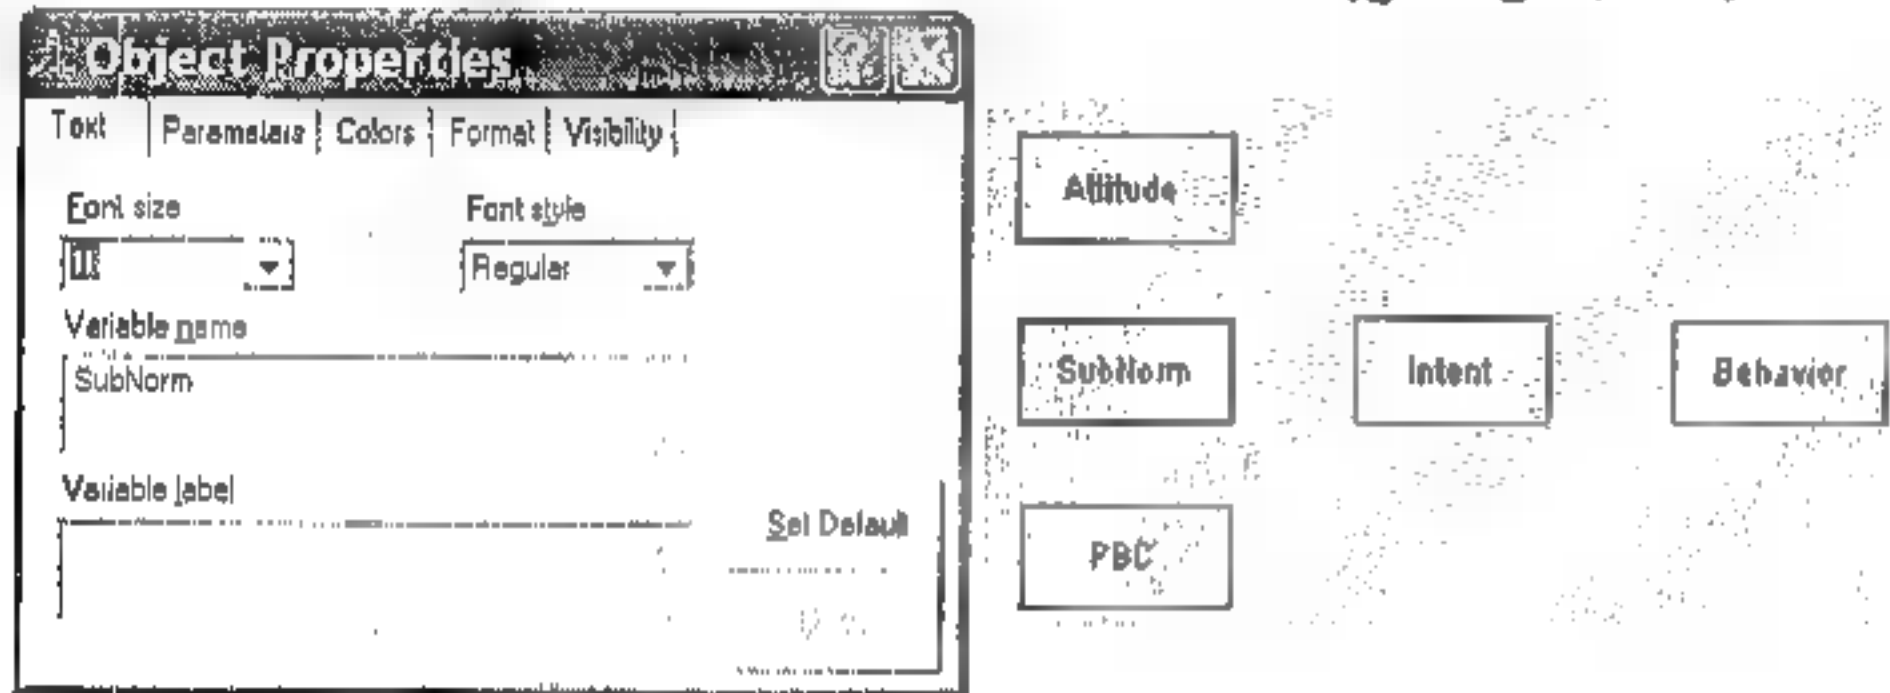 Object Properties
Text Parameters Colors Format Visibility
Font size Font style
Regular
Variable name
SubNorm
Variable label
Set Default
Attitude
SubNorm Intent Behavior
PBC